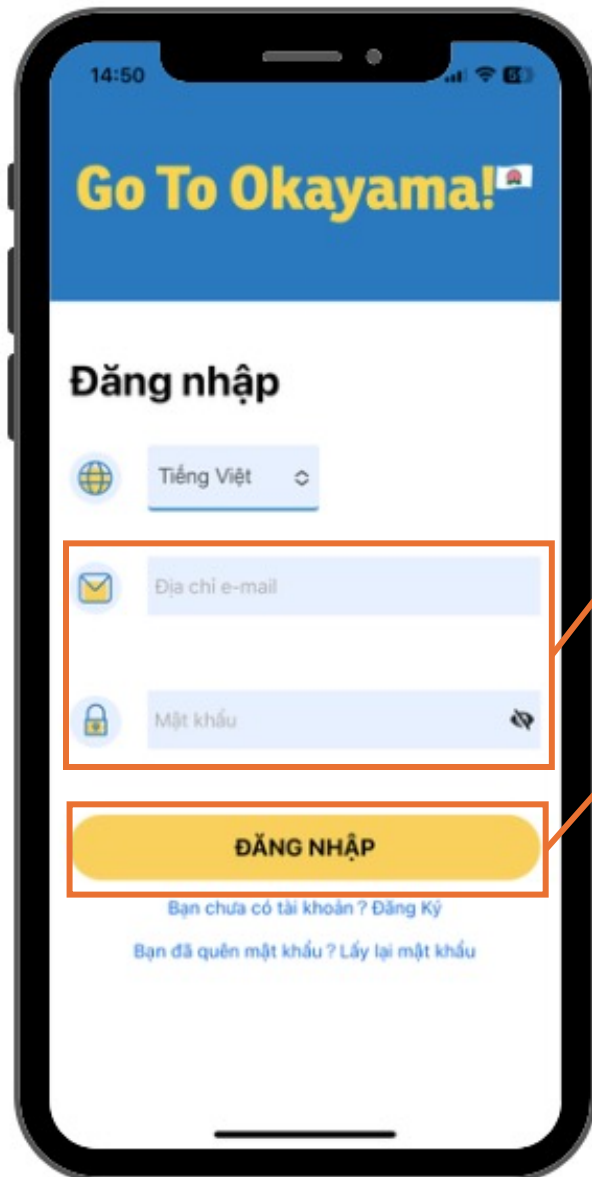 14:50
Go To Okayama!
Đăng nhập
Tiếng Việt
Địa chỉ e-mail
Mật khẩu
ĐĂNG NHẬP
Bạn chưa có tài khoản ? Đăng Ký
Bạn đã quên mật khẩu ? Lấy lại mật khẩu